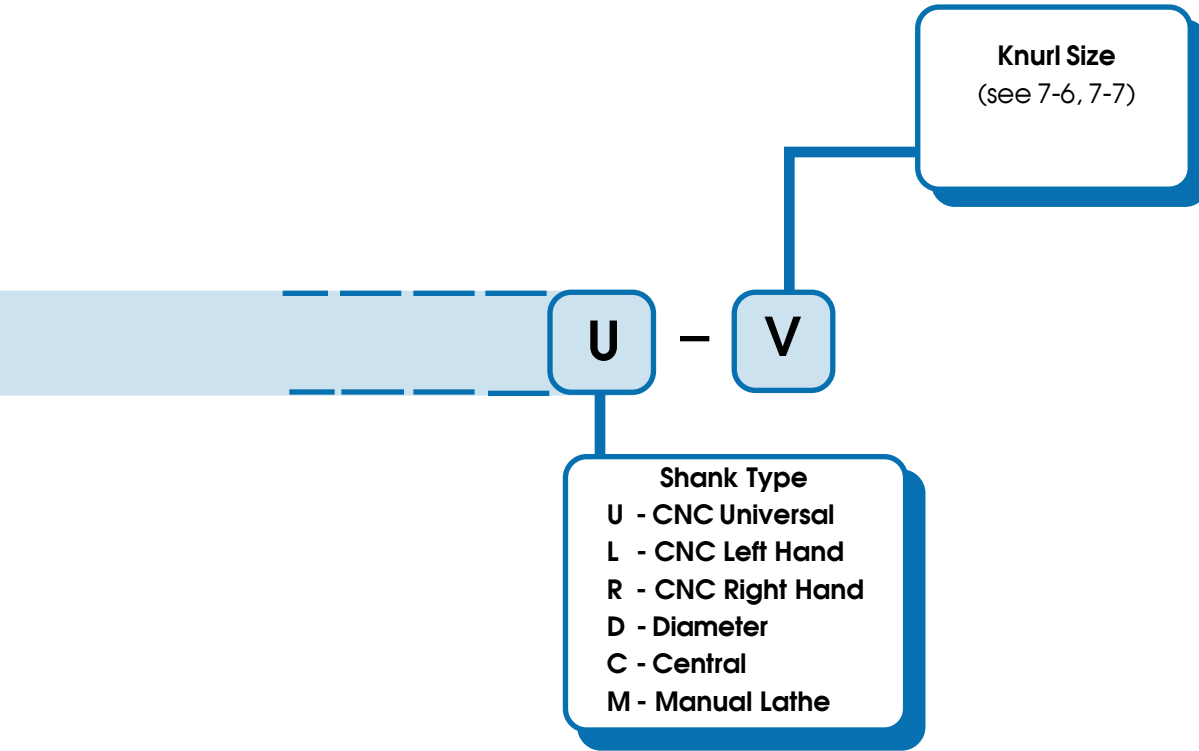 Knurl Size
(see 7-6, 7-7)
U – V
Shank Type
U - CNC Universal
L - CNC Left Hand
R - CNC Right Hand
D - Diameter
C - Central
M - Manual Lathe